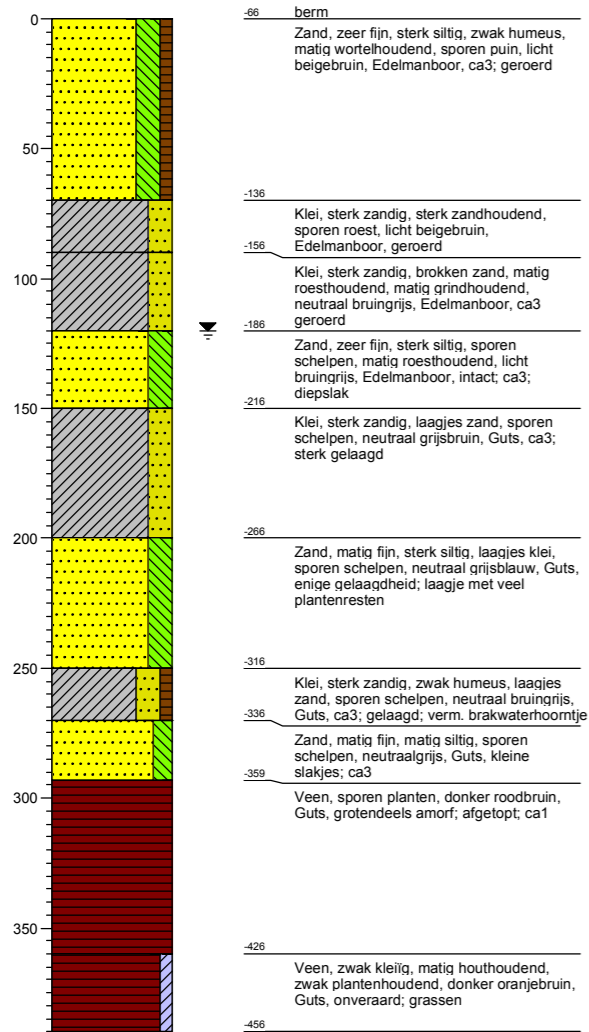 0
-66
berm
Zand, zeer fijn, sterk siltig, zwak humeus,
matig wortelhoudend, sporen puin, licht
beigebruin, Edelmanboor, ca3; geroerd
50
-136
Klei, sterk zandig, sterk zandhoudend,
sporen roest, licht beigebruin,
Edelmanboor, geroerd
-156
Klei, sterk zandig, brokken zand, matig
roesthoudend, matig grindhoudend,
neutraal bruingrijs, Edelmanboor, ca3
geroerd
100
-186
Zand, zeer fijn, sterk siltig, sporen
schelpen, matig roesthoudend, licht
bruingrijs, Edelmanboor, intact; ca3;
diepslak
150
-216
Klei, sterk zandig, laagjes zand, sporen
schelpen, neutraal grijsbruin, Guts, ca3;
sterk gelaagd
200
-266
Zand, matig fijn, sterk siltig, laagjes klei,
sporen schelpen, neutraal grijsblauw, Guts,
enige gelaagdheid; laagje met veel
plantenresten
250
-316
Klei, sterk zandig, zwak humeus, laagjes
zand, sporen schelpen, neutraal bruingrijs,
Guts, ca3; gelaagd; verm. brakwaterhoorntje
-336
Zand, matig fijn, matig siltig, sporen
schelpen, neutraalgrijs, Guts, kleine
slakjes; ca3
-359
300
Veen, sporen planten, donker roodbruin,
Guts, grotendeels amorf; afgetopt; ca1
350
-426
Veen, zwak kleiïg, matig houthoudend,
zwak plantenhoudend, donker oranjebruin,
Guts, onveraard; grassen
-456